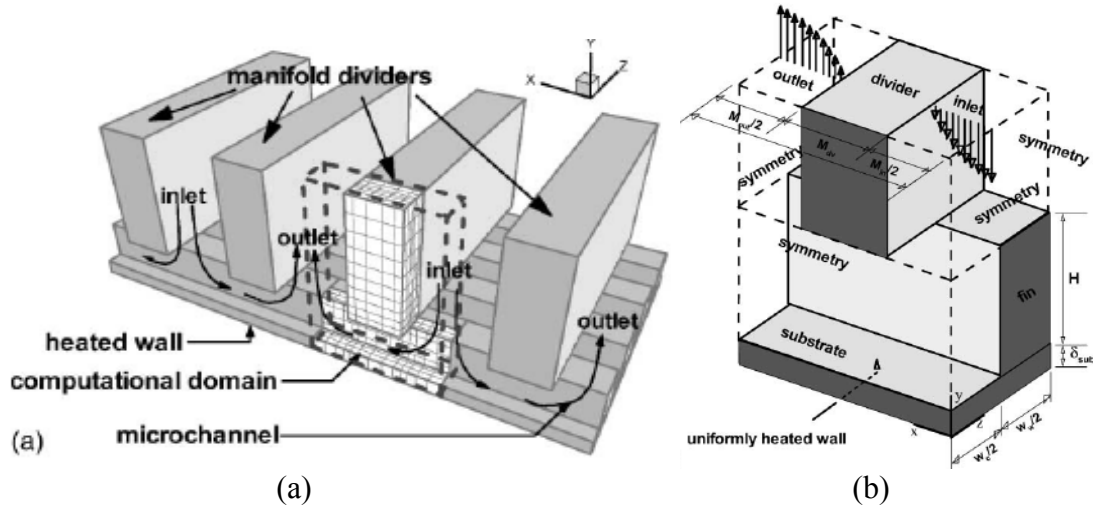 manifold dividers
X
Y
Z
inlet
outlet
inlet
outlet
heated wall
computational domain
microchannel
(a)
(a)
outlet
divider
inlet
symmetry
symmetry
symmetry
symmetry
fin
H
δsub
substrate
y
x
z
uniformly heated wall
(b)